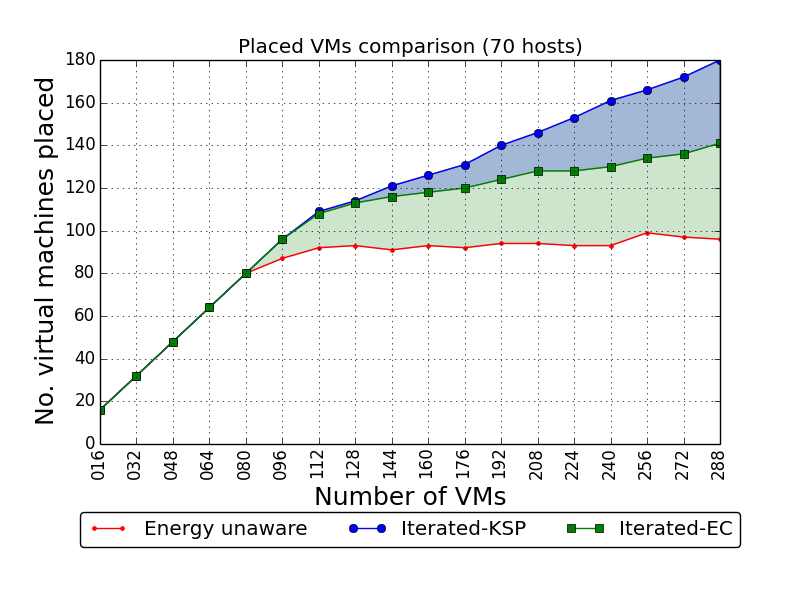 Placed VMs comparison (70 hosts)
No. virtual machines placed
180
160
140
120
100
80
60
40
20
0
016 032 048 064 080 096 112 128 144 160 176 192 208 224 240 256 272 288
Number of VMs
Energy unaware Iterated-KSP Iterated-EC